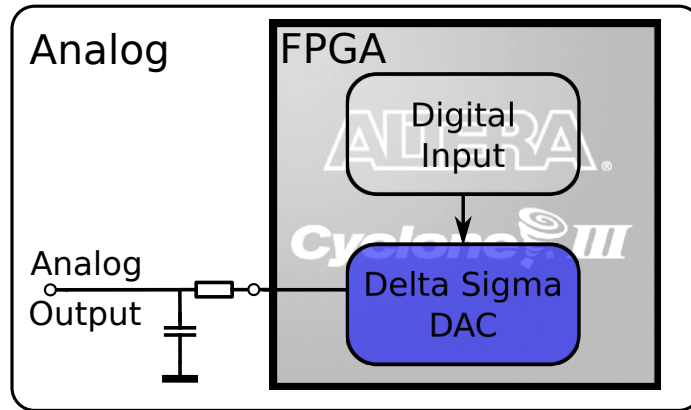 Analog
FPGA
Digital
Input
ALTERA®
Cyclone III
Analog
Output
Delta Sigma
DAC